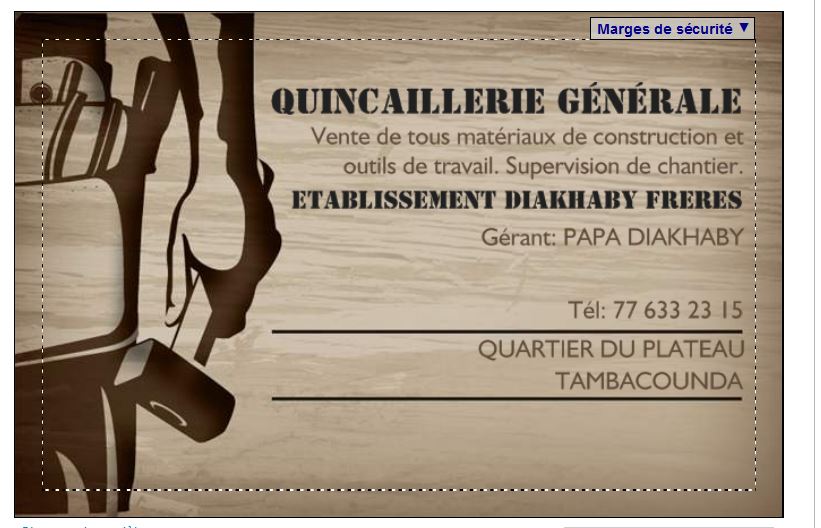 Marges de sécurité
QUINCAILLERIE GÉNÉRALE
Vente de tous matériaux de construction et
outils de travail. Supervision de chantier.
ETABLISSEMENT DIAKHABY FRERES
Gérant: PAPA DIAKHABY
Tél: 77 633 23 15
QUARTIER DU PLATEAU
TAMBACOUNDA